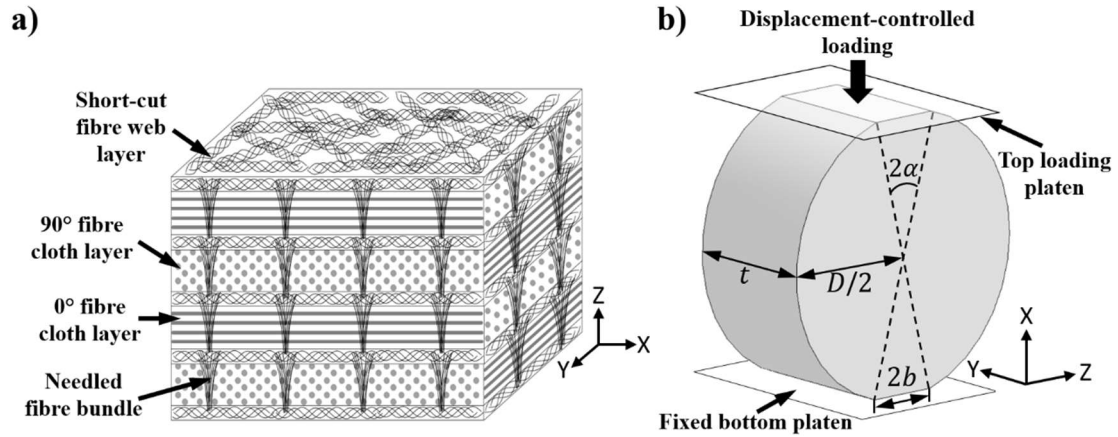 a)
Short-cut
fibre web
layer
90° fibre
cloth layer
0° fibre
cloth layer
Needled
fibre bundle
Z
X
Y
b)
Displacement-controlled
loading
2α
Top loading
platen
t
D/2
X
2b
Y
Z
Fixed bottom platen